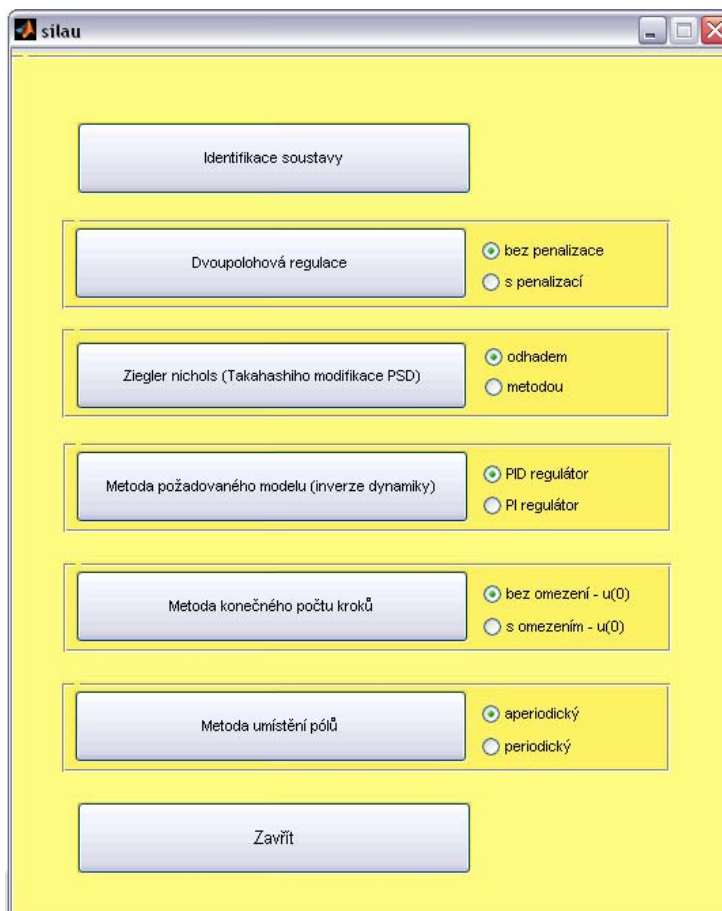 silau
Identifikace soustavy
Dvoupolohová regulace
bez penalizace
s penalizací
Ziegler nichols (Takahashiho modifikace PSD)
odhadem
metodou
Metoda požadovaného modelu (inverze dynamiky)
PID regulátor
PI regulátor
Metoda konečného počtu kroků
bez omezení - u(0)
s omezením - u(0)
Metoda umístění pólů
aperiodický
periodický
Zavřít